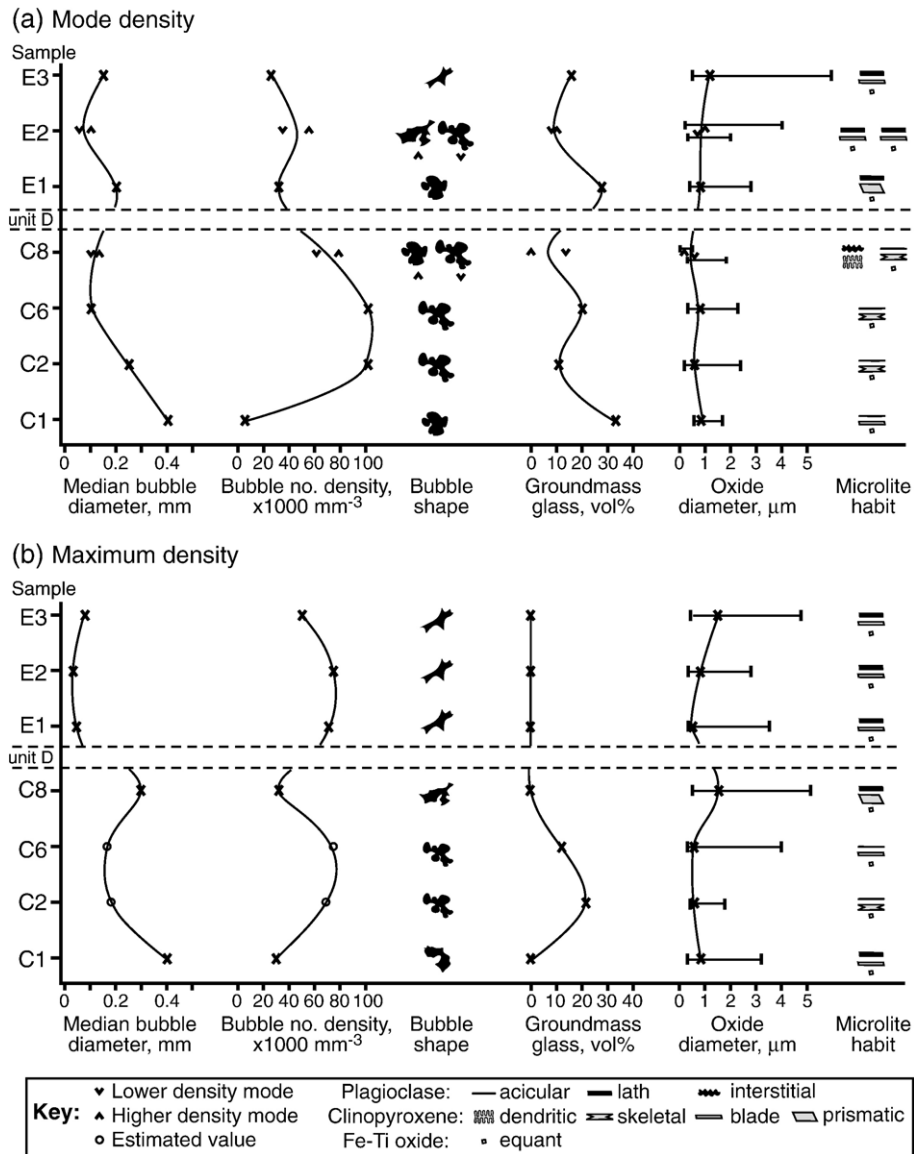 (a) Mode density
Sample
E3
E2
E1
unit D
C8
C6
C2
C1
0 0.2 0.4 0 20 40 60 80 100 0 10 20 30 40 0 1 2 3 4 5
Median bubble Bubble no. density, Bubble Groundmass Oxide Microlite
diameter, mm x1000 mm-3 shape glass, vol% diameter, μm habit
(b) Maximum density
Sample
E3
E2
E1
unit D
C8
C6
C2
C1
0 0.2 0.4 0 20 40 60 80 100 0 10 20 30 40 0 1 2 3 4 5
Median bubble Bubble no. density, Bubble Groundmass Oxide Microlite
diameter, mm x1000 mm-3 shape glass, vol% diameter, μm habit
Lower density mode Plagioclase: acicular lath interstitial
Key: Higher density mode Clinopyroxene: dendritic skeletal blade prismatic
Estimated value Fe-Ti oxide: equant